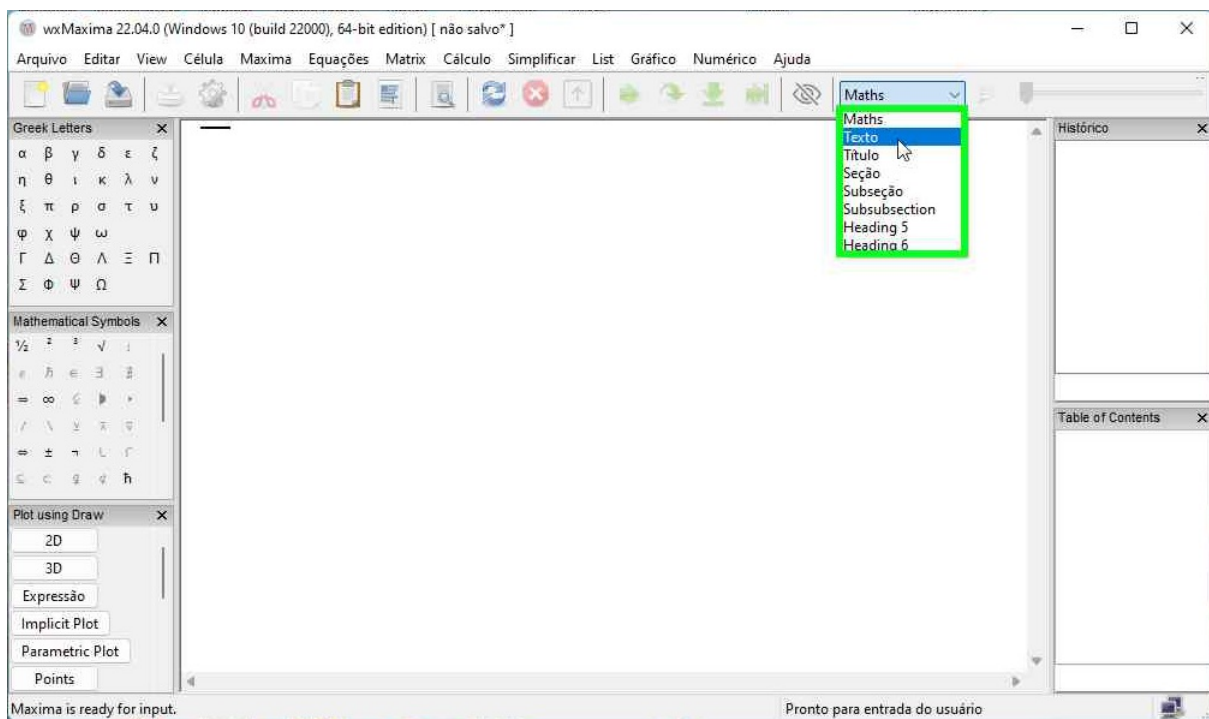 wxMaxima 22.04.0 (Windows 10 (build 22000), 64-bit edition) [ não salvo* ]
Arquivo Editar View Célula Maxima Equações Matrix Cálculo Simplificar List Gráfico Numérico Ajuda
Maths
Greek Letters
α β γ δ ε ζ
η θ ι κ λ ν
ξ π ρ σ τ υ
φ χ ψ ω
Γ Δ Θ Λ Ξ Π
Σ Φ Ψ Ω
Mathematical Symbols
½ ² ³ √
ℏ ∈ ∃
⇒ ∞
⇔ ± ¬
ħ
Plot using Draw
2D
3D
Expressão
Implicit Plot
Parametric Plot
Points
Maths
Texto
Título
Seção
Subseção
Subsubsection
Heading 5
Heading 6
Histórico
Table of Contents
Maxima is ready for input.
Pronto para entrada do usuário